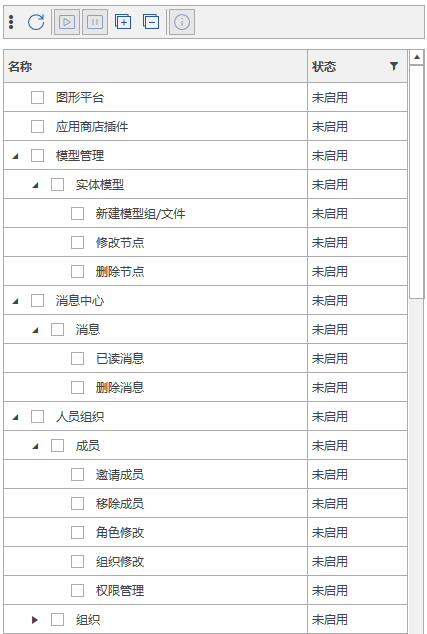 名称 状态
图形平台 未启用
应用商店插件 未启用
模型管理 未启用
实体模型 未启用
新建模型组/文件 未启用
修改节点 未启用
删除节点 未启用
消息中心 未启用
消息 未启用
已读消息 未启用
删除消息 未启用
人员组织 未启用
成员 未启用
邀请成员 未启用
移除成员 未启用
角色修改 未启用
组织修改 未启用
权限管理 未启用
组织 未启用